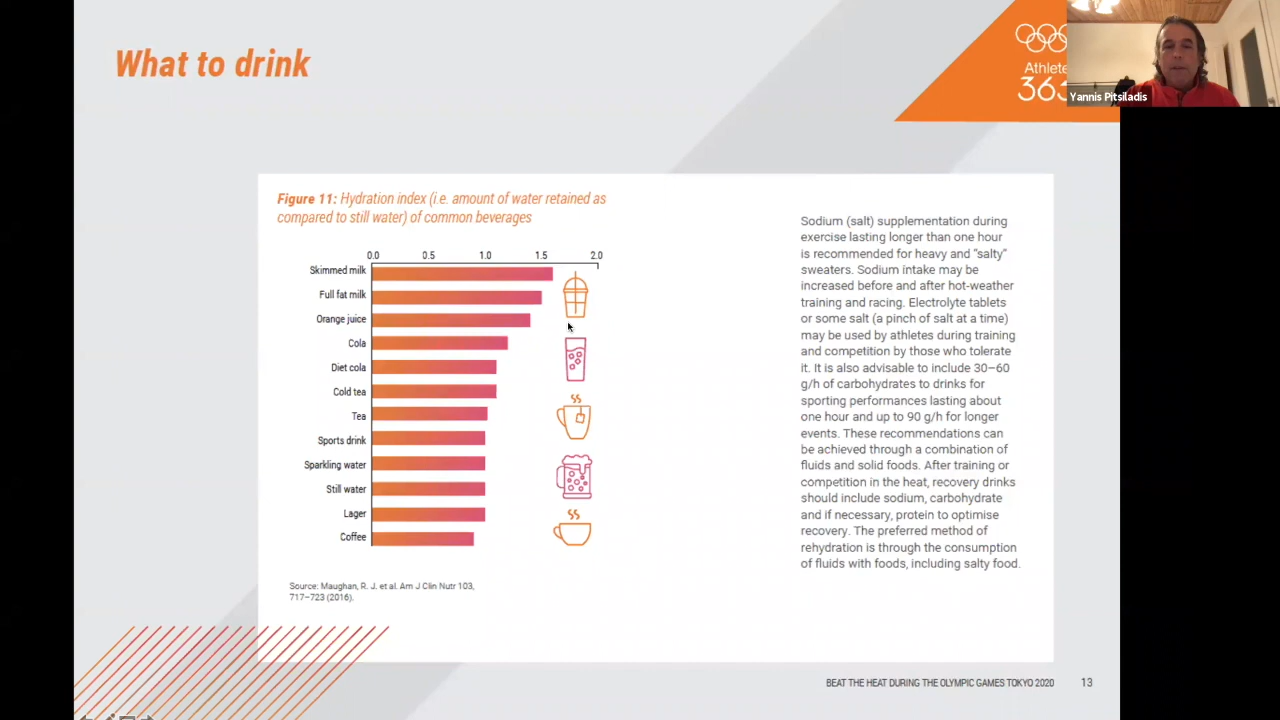 What to drink
Athlete
365
Yannis Pitsiladis
Figure 11: Hydration index (i.e. amount of water retained as
compared to still water) of common beverages
0.0 0.5 1.0 1.5 2.0
Skimmed milk
Full fat milk
Orange juice
Cola
Diet cola
Cold tea
Tea
Sports drink
Sparkling water
Still water
Lager
Coffee
Source: Maughan, R. J. et al. Am J Clin Nutr 103,
717–723 (2016).
Sodium (salt) supplementation during
exercise lasting longer than one hour
is recommended for heavy and “salty”
sweaters. Sodium intake may be
increased before and after hot-weather
training and racing. Electrolyte tablets
or some salt (a pinch of salt at a time)
may be used by athletes during training
and competition by those who tolerate
it. It is also advisable to include 30–60
g/h of carbohydrates to drinks for
sporting performances lasting about
one hour and up to 90 g/h for longer
events. These recommendations can
be achieved through a combination of
fluids and solid foods. After training or
competition in the heat, recovery drinks
should include sodium, carbohydrate
and if necessary, protein to optimise
recovery. The preferred method of
rehydration is through the consumption
of fluids with foods, including salty food.
BEAT THE HEAT DURING THE OLYMPIC GAMES TOKYO 2020 13